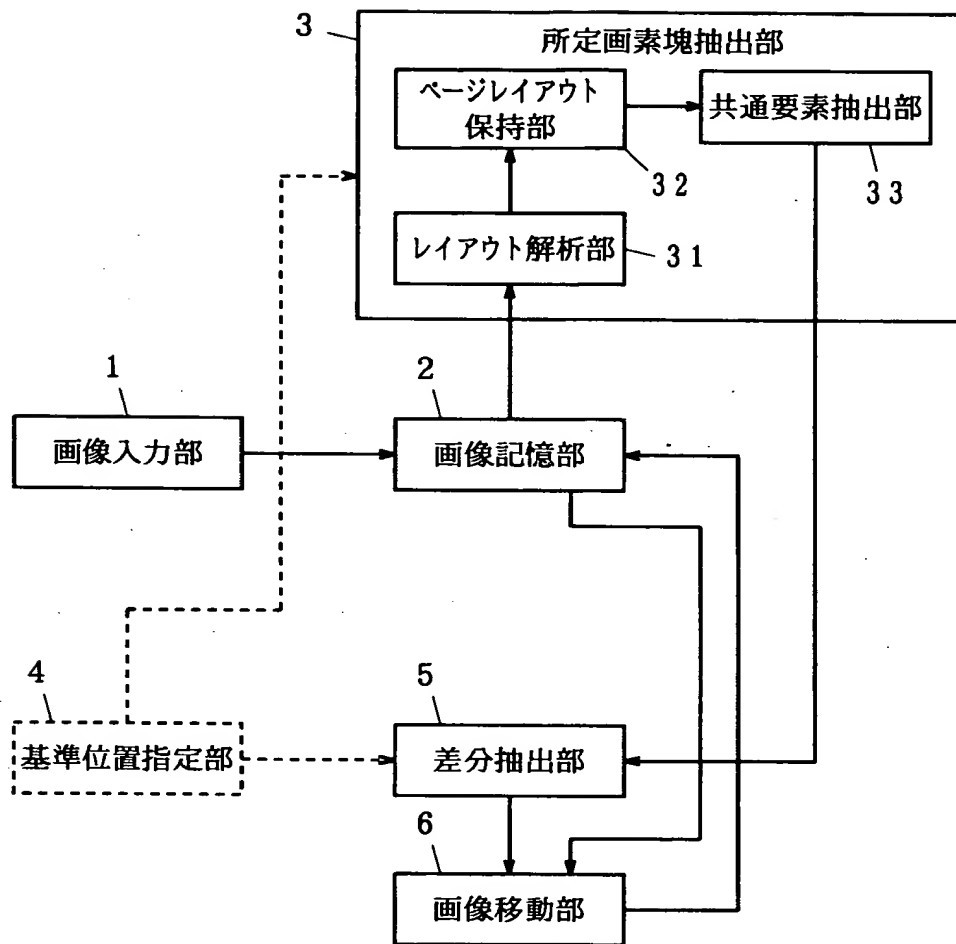 3
所定画素塊抽出部
ページレイアウト
保持部
共通要素抽出部
32
33
レイアウト解析部
31
1
2
画像入力部
画像記憶部
4
5
基準位置指定部
差分抽出部
6
画像移動部